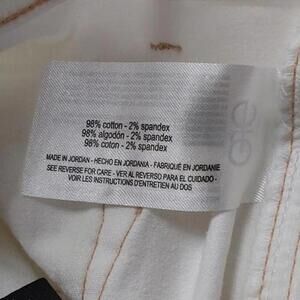 98% cotton - 2% spandex
98% algodón - 2% spandex
98% coton - 2% spandex
MADE IN JORDAN - HECHO EN JORDANIA - FABRIQUÉ EN JORDANIE
SEE REVERSE FOR CARE - VER AL REVERSO PARA EL CUIDADO -
VOIR LES INSTRUCTIONS D'ENTRETIEN AU DOS